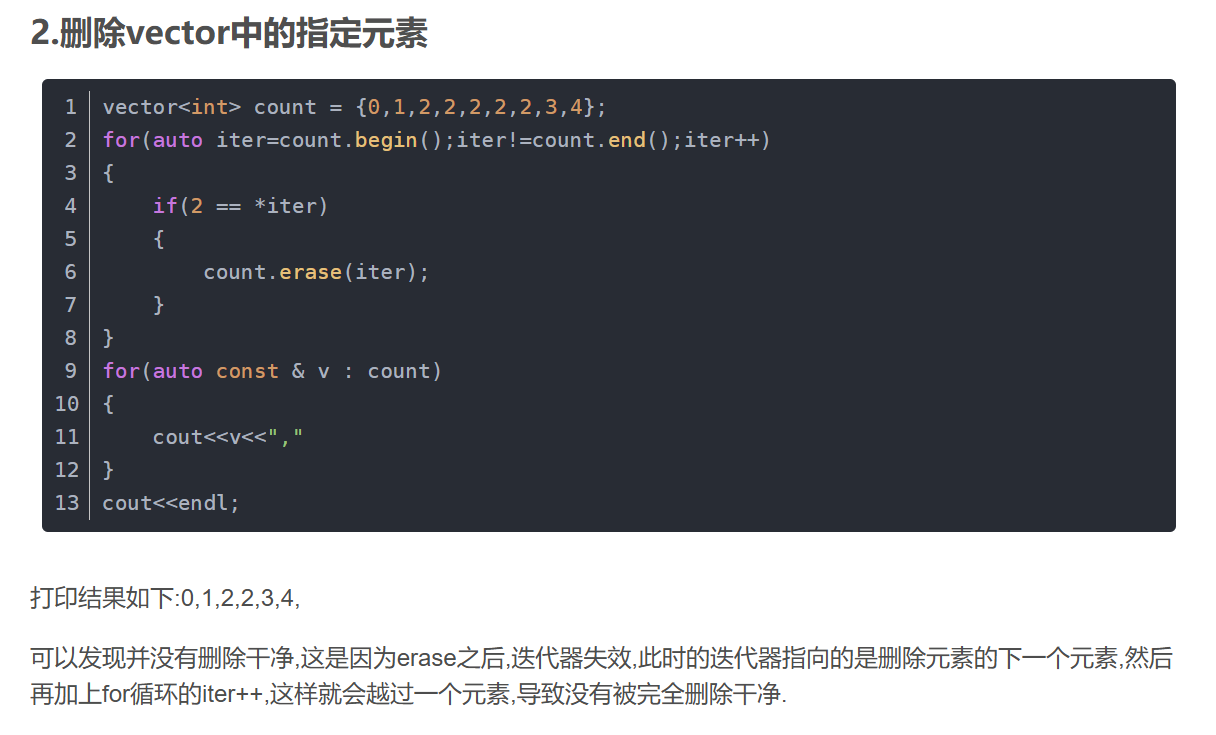 2.删除vector中的指定元素
1 vector<int> count = {0,1,2,2,2,2,2,3,4};
2 for(auto iter=count.begin();iter!=count.end();iter++)
3 {
4     if(2 == *iter)
5     {
6         count.erase(iter);
7     }
8 }
9 for(auto const & v : count)
10 {
11     cout<<v<<","
12 }
13 cout<<endl;
打印结果如下:0,1,2,2,3,4,
可以发现并没有删除干净,这是因为erase之后,迭代器失效,此时的迭代器指向的是删除元素的下一个元素,然后
再加上for循环的iter++,这样就会越过一个元素,导致没有被完全删除干净.